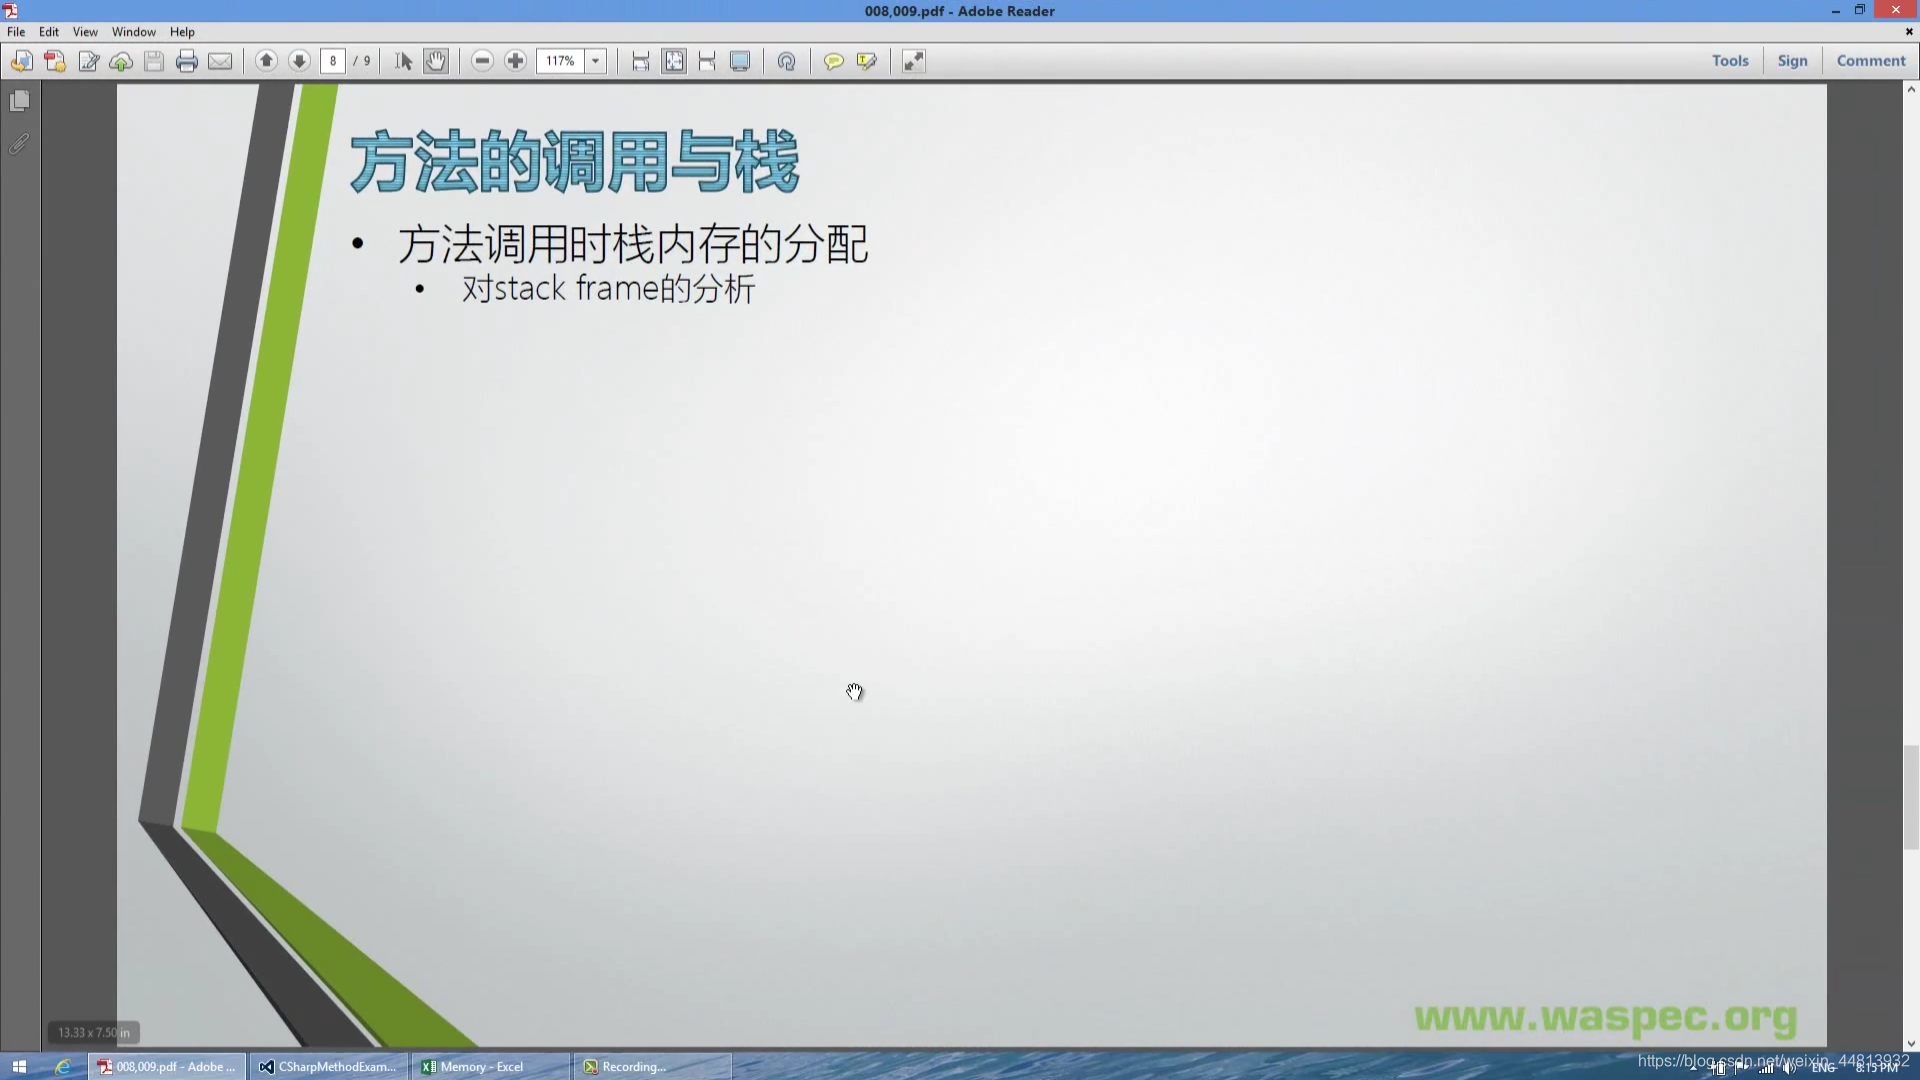 008,009.pdf - Adobe Reader
File Edit View Window Help
8 / 9 117% Tools Sign Comment
方法的调用与栈
• 方法调用时栈内存的分配
• 对stack frame的分析
www.waspec.org
13.33 x 7.50 in
008,009.pdf - Adobe ... CSharpMethodExam... Memory - Excel Recording... ENG 8:15 PM
https://blog.csdn.net/weixin_44813932